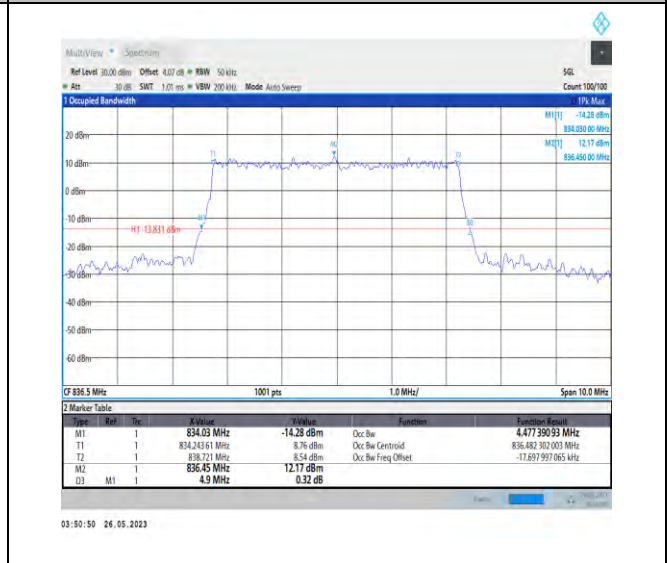 MultiView Spectrum
Ref Level 30.00 dBm Offset 4.07 dB RBW 50 kHz SGL
Att 30 dB SWT 1.01 ms VBW 200 kHz Mode Auto Sweep Count 100/100
1 Occupied Bandwidth 1Pk Max
M1[1] -14.28 dBm
834.030 00 MHz
M2[1] 12.17 dBm
836.450 00 MHz
20 dBm
M2
T1
T2
10 dBm
0 dBm
-10 dBm
M1
H1 -13.831 dBm
-20 dBm
-30 dBm
-40 dBm
-50 dBm
-60 dBm
CF 836.5 MHz 1001 pts 1.0 MHz/ Span 10.0 MHz
2 Marker Table
Type Ref Trc X-Value Y-Value Function Function Result
M1 1 834.03 MHz -14.28 dBm Occ Bw 4.477 390 93 MHz
T1 1 834.243 61 MHz 8.76 dBm Occ Bw Centroid 836.482 302 003 MHz
T2 1 838.721 MHz 8.54 dBm Occ Bw Freq Offset -17.697 997 065 kHz
M2 1 836.45 MHz 12.17 dBm
D3 M1 1 4.9 MHz 0.32 dB
03:50:50 26.05.2023